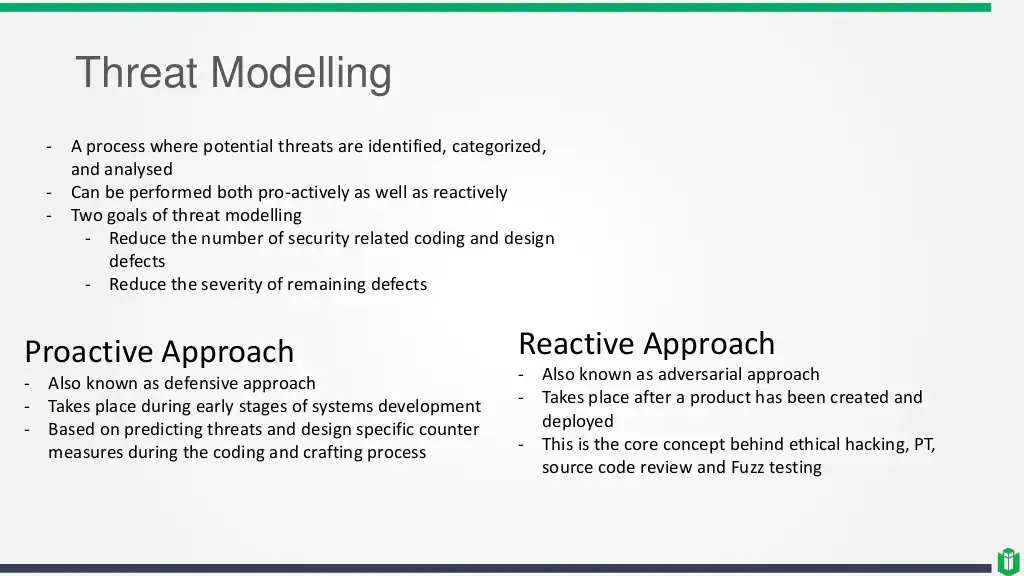 Threat Modelling
- A process where potential threats are identified, categorized,
and analysed
- Can be performed both pro-actively as well as reactively
- Two goals of threat modelling
- Reduce the number of security related coding and design
defects
- Reduce the severity of remaining defects
Proactive Approach
- Also known as defensive approach
- Takes place during early stages of systems development
- Based on predicting threats and design specific counter
measures during the coding and crafting process
Reactive Approach
- Also known as adversarial approach
- Takes place after a product has been created and
deployed
- This is the core concept behind ethical hacking, PT,
source code review and Fuzz testing